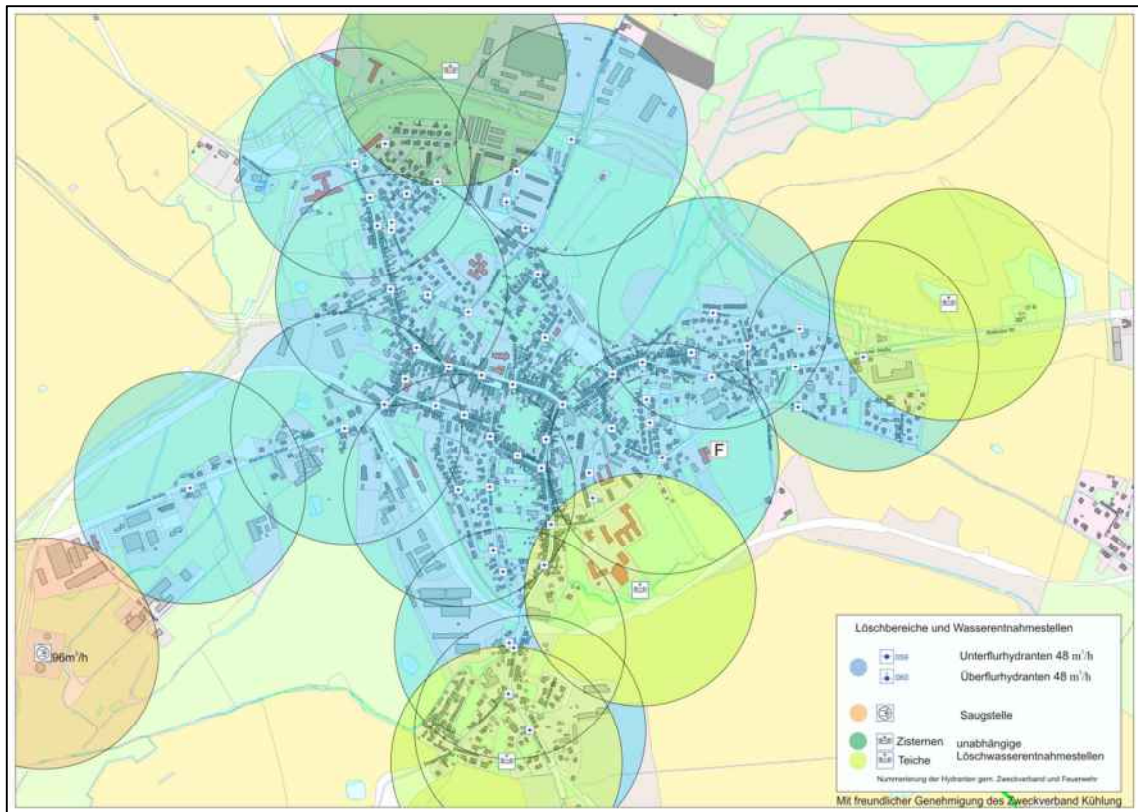 F
96m³/h
Löschbereiche und Wasserentnahmestellen
Unterflurhydranten 48 m³/h
Überflurhydranten 48 m³/h
Saugstelle
Zisternen unabhängige
Teiche Löschwasserentnahmestellen
Nummerierung der Hydranten gem. Zweckverband und Feuerwehr
Mit freundlicher Genehmigung des Zweckverband Kühlung